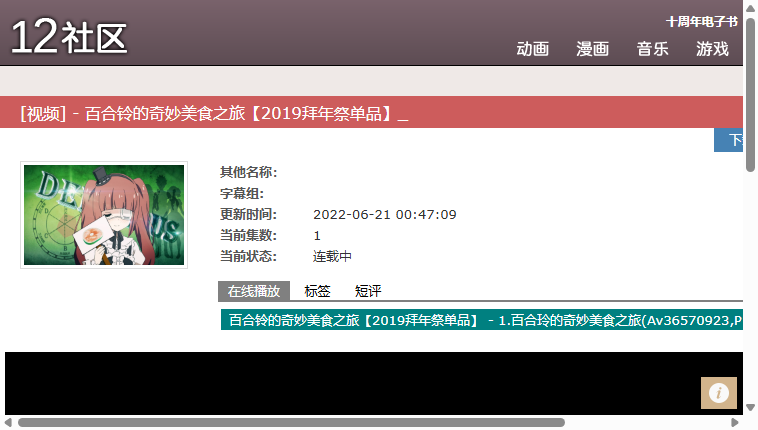 12社区
十周年电子书
动画 漫画 音乐 游戏
[视频] - 百合铃的奇妙美食之旅【2019拜年祭单品】_
其他名称:
字幕组:
更新时间: 2022-06-21 00:47:09
当前集数: 1
当前状态: 连载中
在线播放 标签 短评
百合铃的奇妙美食之旅【2019拜年祭单品】 - 1.百合玲的奇妙美食之旅(Av36570923,P